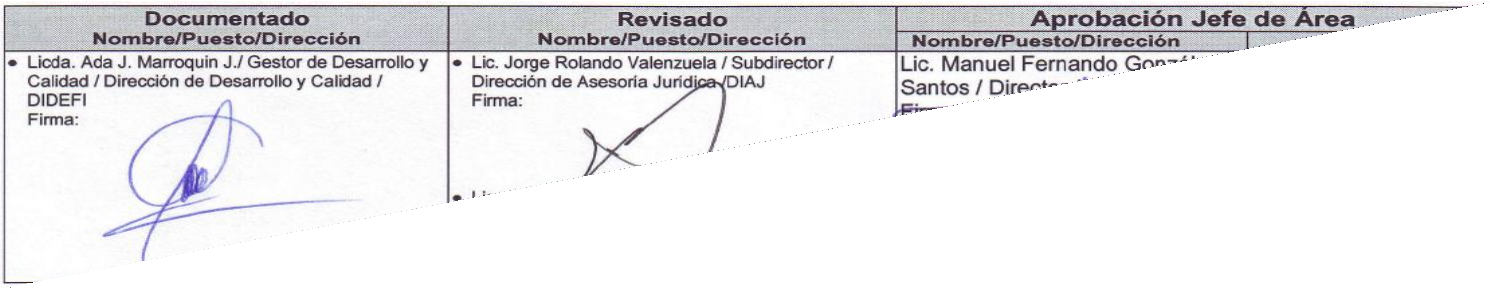 Documentado
Nombre/Puesto/Dirección
• Licda. Ada J. Marroquin J./ Gestor de Desarrollo y
Calidad / Dirección de Desarrollo y Calidad /
DIDEFI
Firma:
Revisado
Nombre/Puesto/Dirección
• Lic. Jorge Rolando Valenzuela / Subdirector /
Dirección de Asesoría Jurídica /DIAJ
Firma:
•
Aprobación Jefe de Área
Nombre/Puesto/Dirección
Lic. Manuel Fernando
Santos /